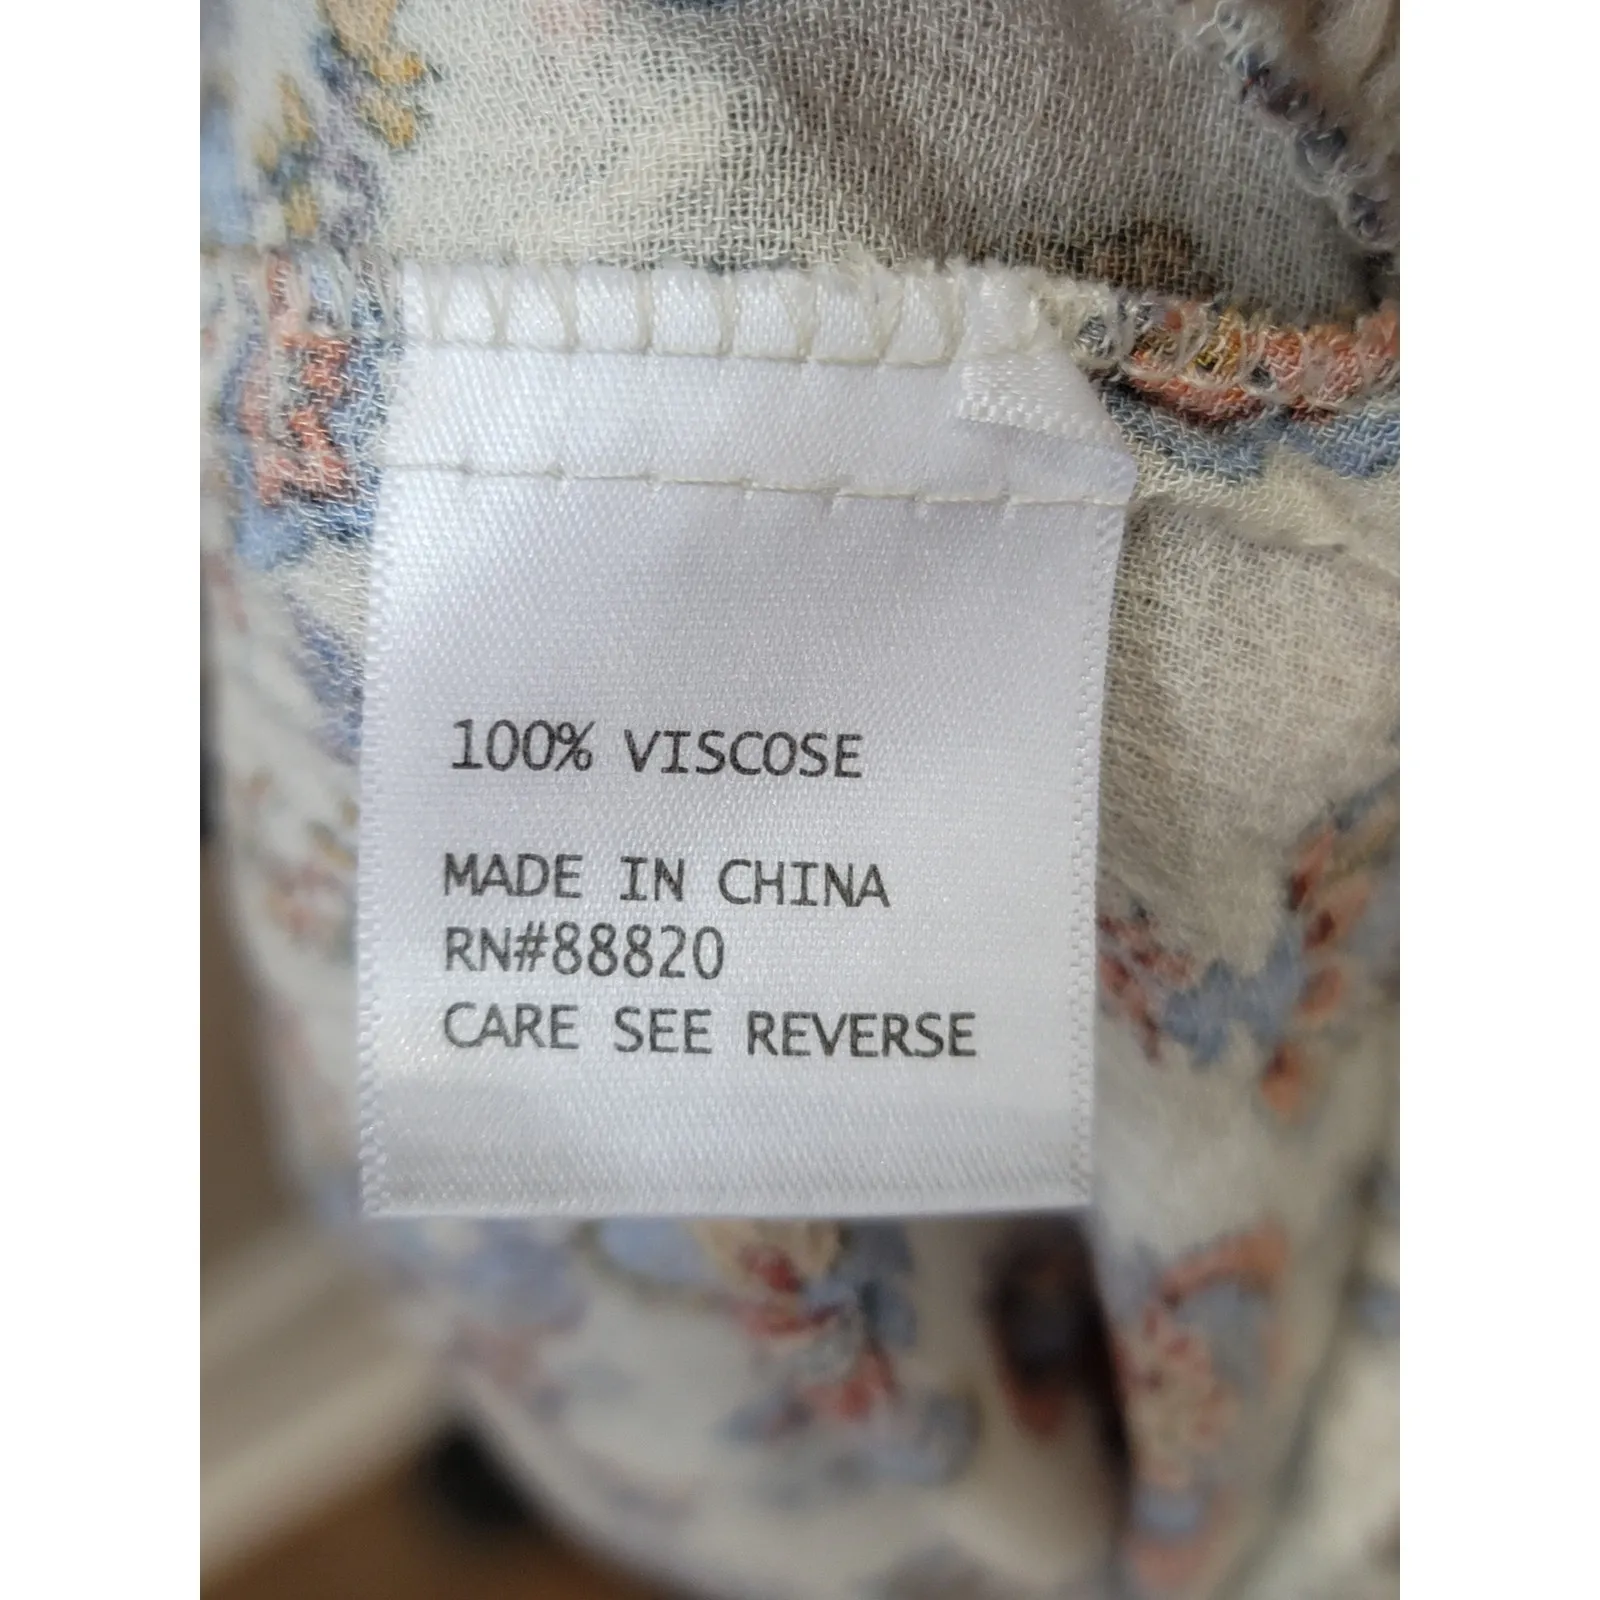 100% VISCOSE
MADE IN CHINA
RN#88820
CARE SEE REVERSE